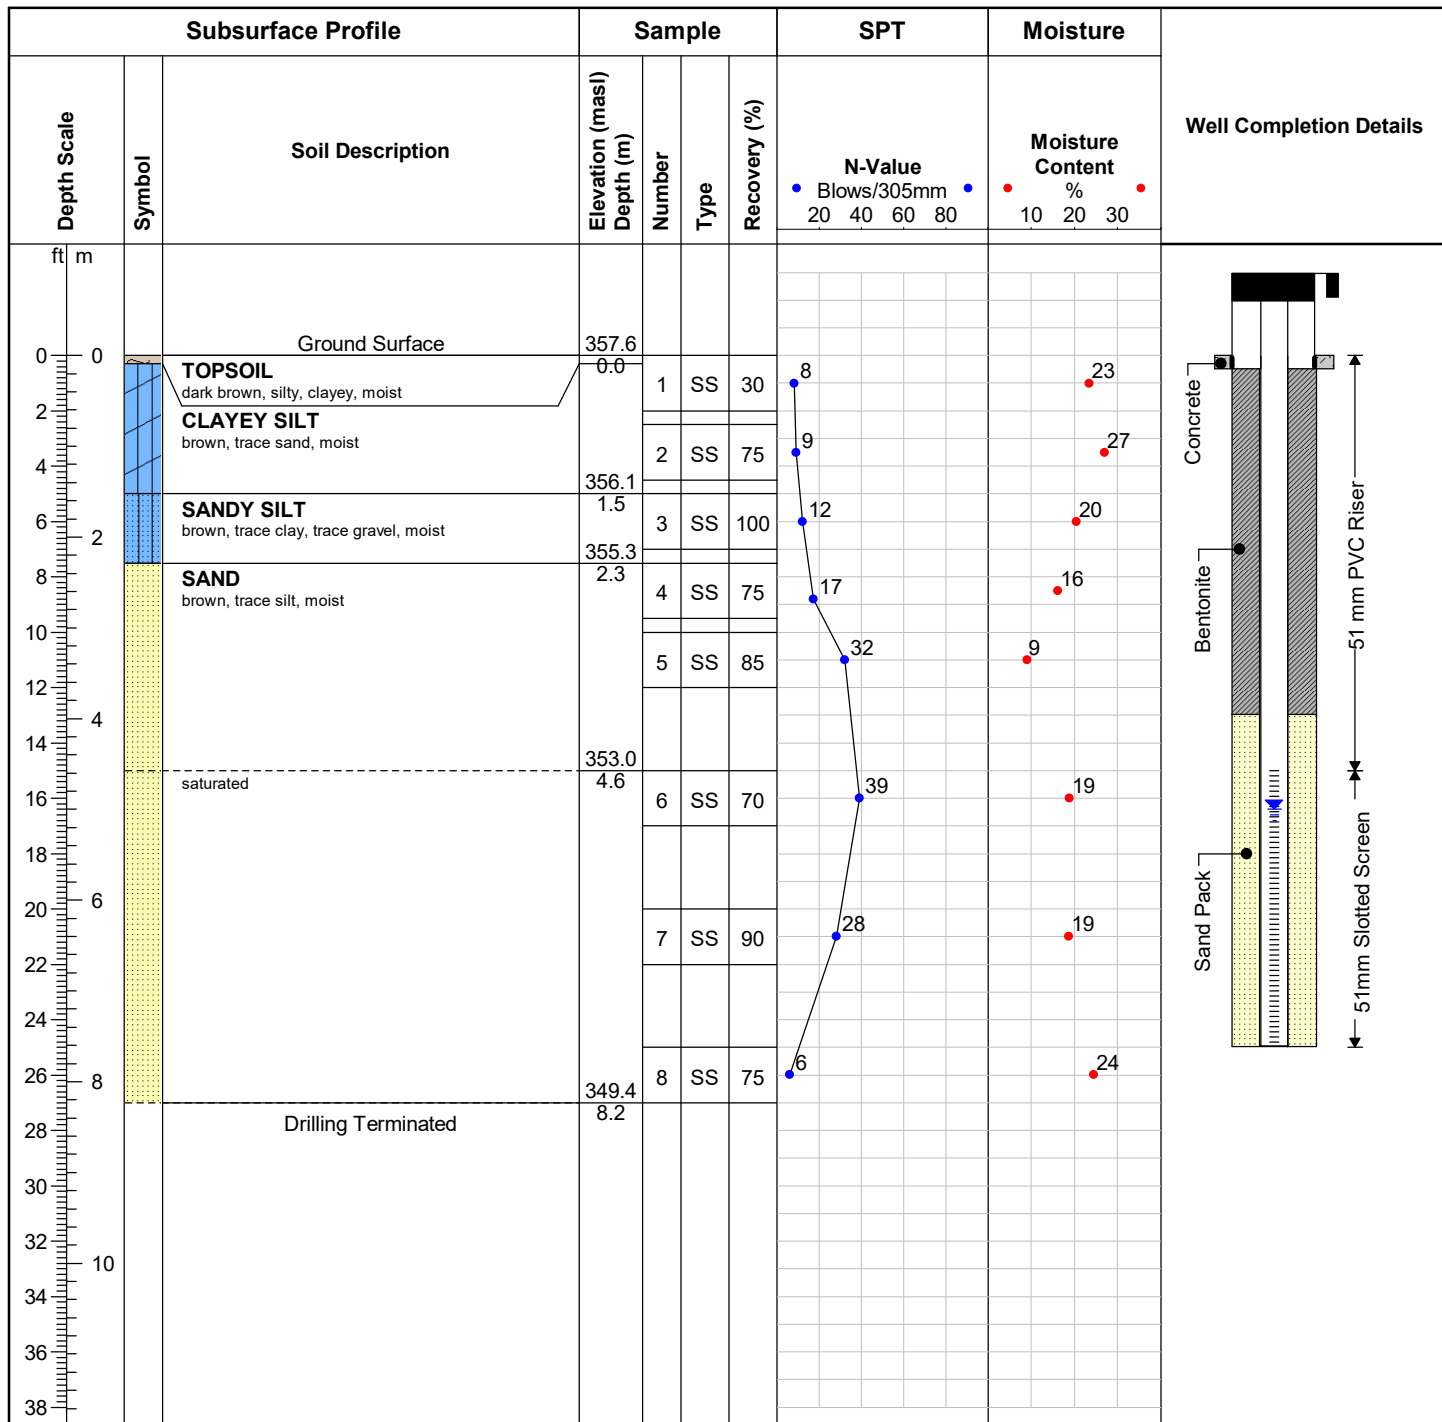 Subsurface Profile
Sample
SPT
Moisture
Depth Scale
Symbol
Soil Description
Elevation (masl)
Depth (m)
Number
Type
Recovery (%)
N-Value
Blows/305mm
20 40 60 80
Moisture
Content
%
10 20 30
Well Completion Details
ft m
Ground Surface
357.6
0.0
0 0
TOPSOIL
dark brown, silty, clayey, moist
1 SS 30
8
23
2
CLAYEY SILT
brown, trace sand, moist
2 SS 75
9
27
4
356.1
1.5
SANDY SILT
brown, trace clay, trace gravel, moist
3 SS 100
12
20
6
2
355.3
2.3
8
SAND
brown, trace silt, moist
4 SS 75
17
16
10
5 SS 85
32
9
12
4
14
353.0
4.6
saturated
16
6 SS 70
39
19
18
6
20
7 SS 90
28
19
22
24
26
8
8 SS 75
6
24
349.4
8.2
Drilling Terminated
28
30
32
10
34
36
38
Concrete
Bentonite
Sand Pack
51 mm PVC Riser
51mm Slotted Screen